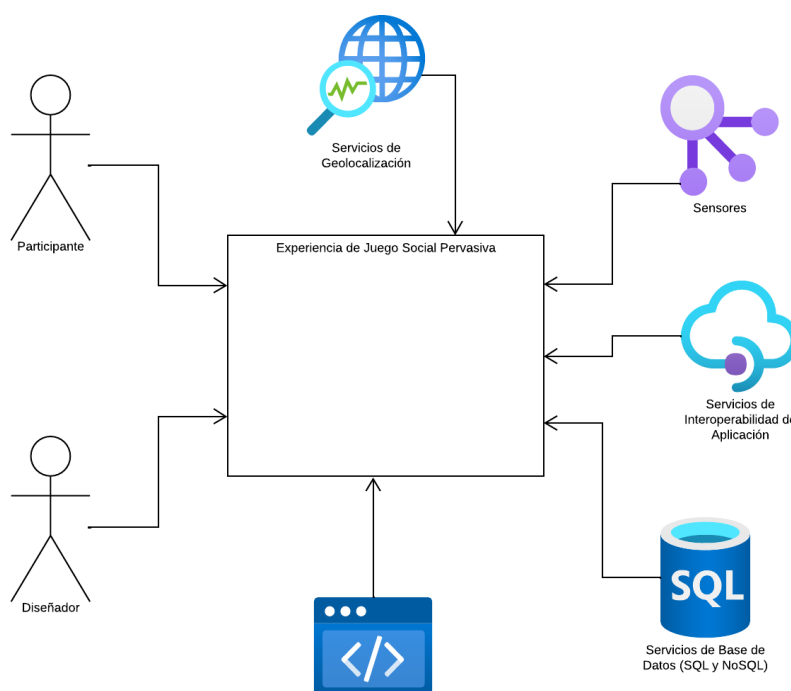 Servicios de
Geolocalización
Sensores
Participante
Experiencia de Juego Social Pervasiva
Servicios de
Interoperabilidad de
Aplicación
SQL
Diseñador
</>
Servicios de Base de
Datos (SQL y NoSQL)